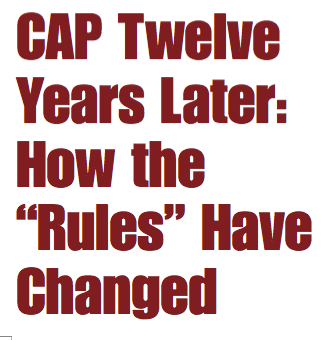 CAP Twelve
Years Later:
How the
“Rules” Have
Changed